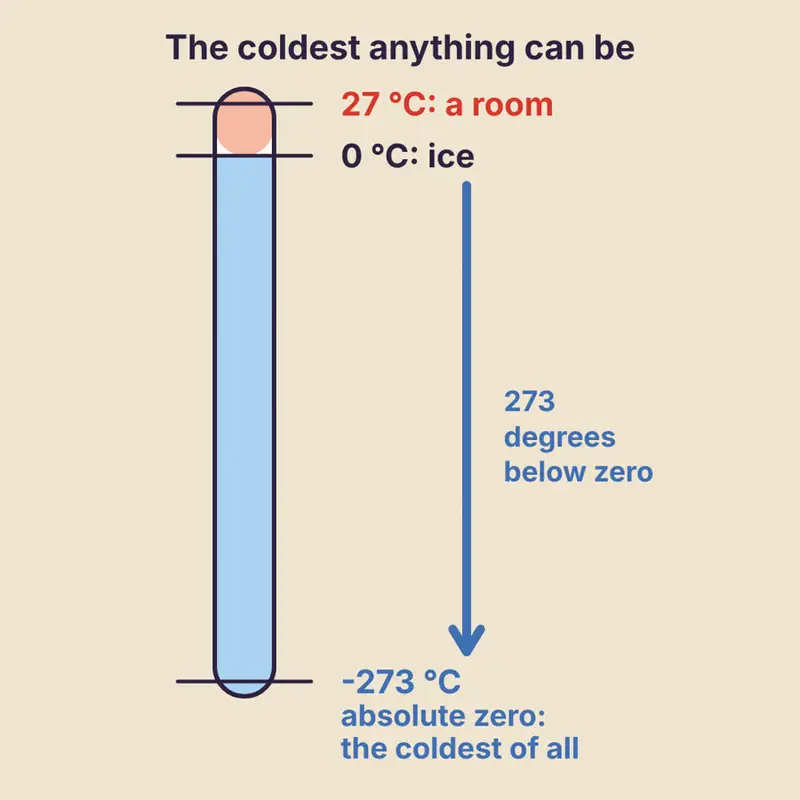 The coldest anything can be
27 °C: a room
0 °C: ice
273
degrees
below zero
-273 °C
absolute zero:
the coldest of all